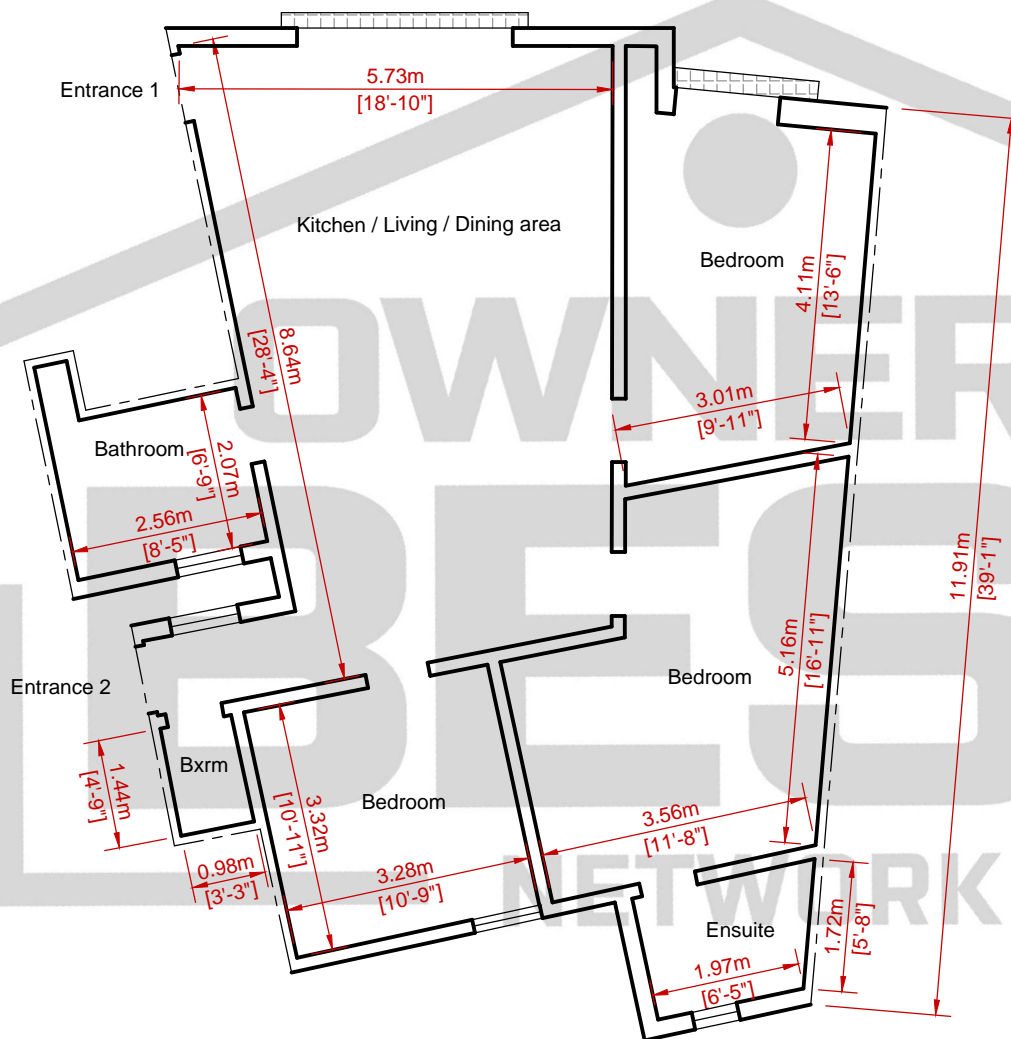 5.73m
[18'-10"]
Entrance 1
Kitchen / Living / Dining area
Bedroom
4.11m
[13'-6"]
8.64m
[28'-4"]
OWNER
3.01m
[9'-11"]
Bathroom
2.07m
[6'-9"]
2.56m
[8'-5"]
BES
11.91m
[39'-1"]
5.16m
[16'-11"]
Bedroom
Entrance 2
Bxrm
1.44m
[4'-9"]
Bedroom
3.32m
[10'-11"]
3.56m
[11'-8"]
0.98m
[3'-3"]
3.28m
[10'-9"]
NETWORK
Ensuite
1.72m
[5'-8"]
1.97m
[6'-5"]